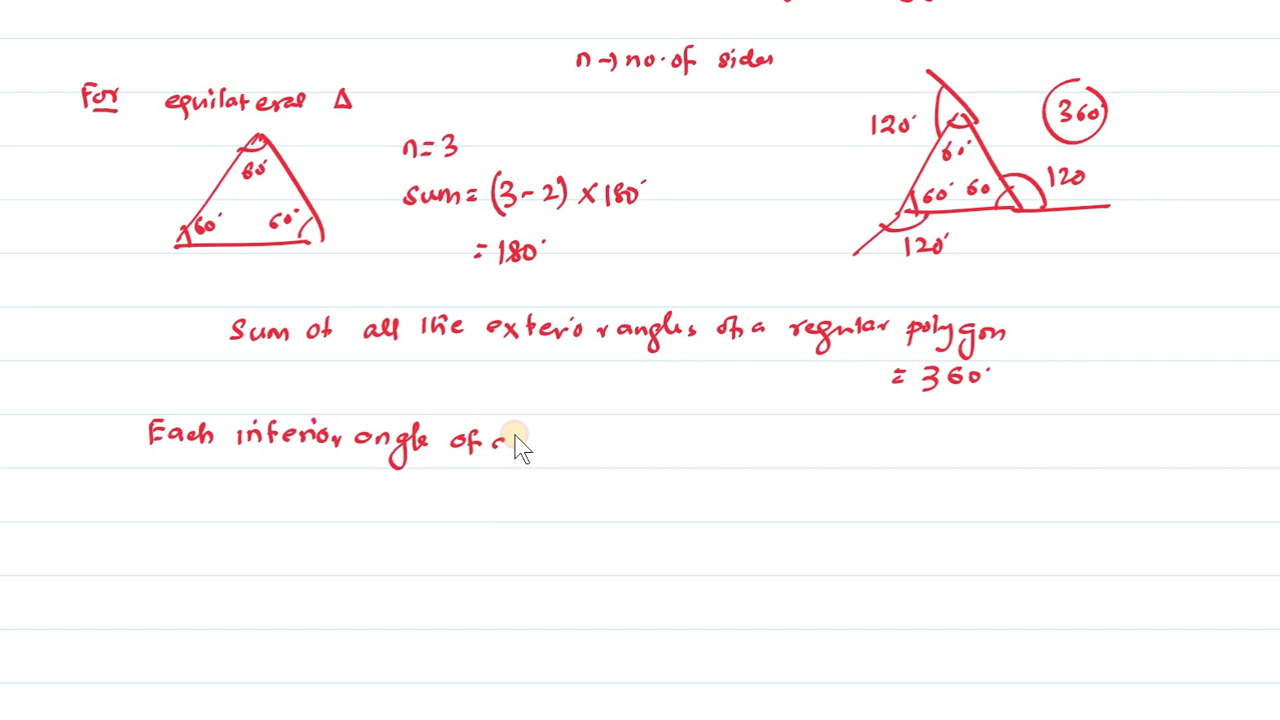 n→no. of sides
For equilateral Δ
60°
60° 60°
n=3
sum= (3-2) × 180°
= 180°
120°
360°
60°
60° 60
120
120°
Sum of all the exterior angles of a regular polygon
= 360°
Each interior angle of a